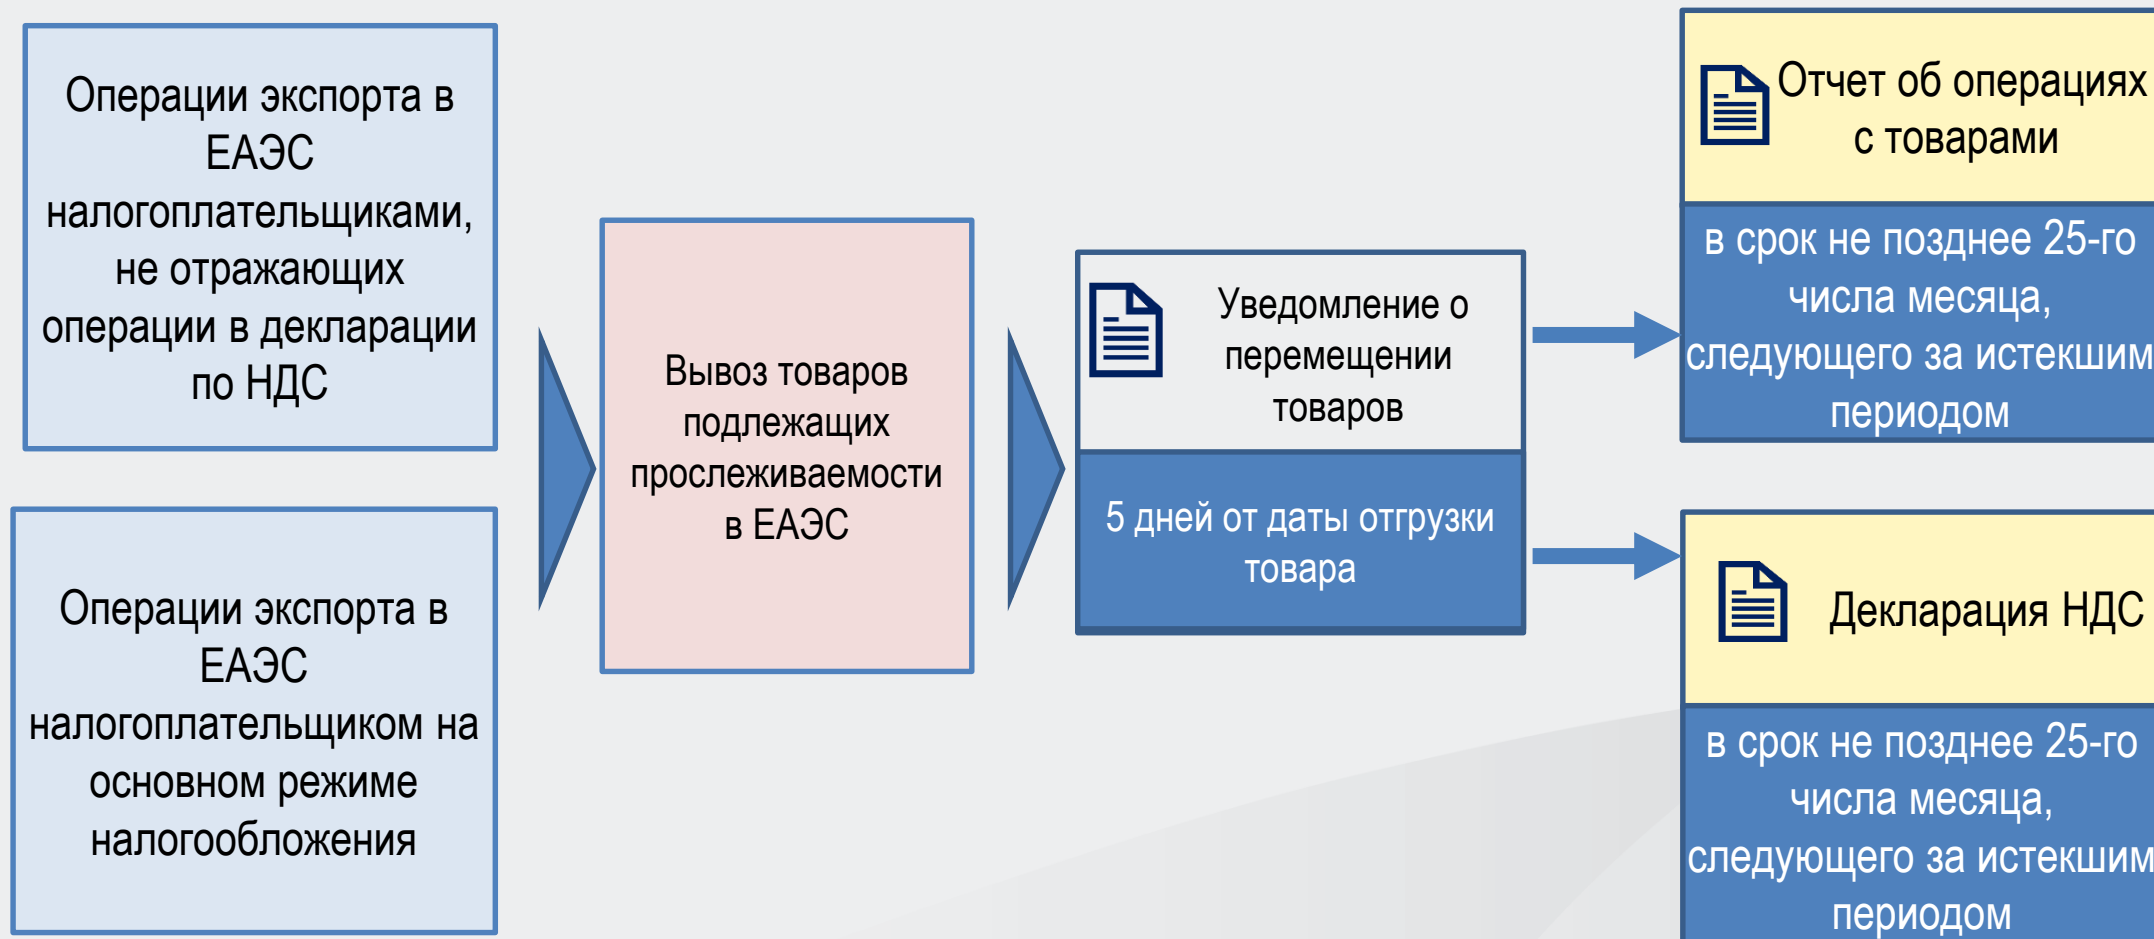 Операции экспорта в
ЕАЭС
налогоплательщиками,
не отражающих
операции в декларации
по НДС
Операции экспорта в
ЕАЭС
налогоплательщиком на
основном режиме
налогообложения
Вывоз товаров
подлежащих
прослеживаемости
в ЕАЭС
Уведомление о
перемещении
товаров
5 дней от даты отгрузки
товара
Отчет об операциях
с товарами
в срок не позднее 25-го
числа месяца,
следующего за истекшим
периодом
Декларация НДС
в срок не позднее 25-го
числа месяца,
следующего за истекшим
периодом